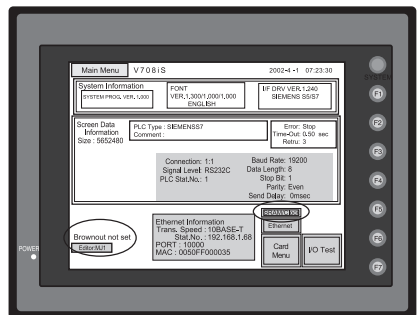 Main Menu V708iS 2002-4-1 07:23:30
SYSTEM
System Information
SYSTEM PROG. VER. 1,000
FONT
VER,1,300/1,000/1,000
ENGLISH
I/F DRV VER.1.240
SIEMENS S5/S7
F1
Screen Data
Information
Size : 5652480
PLC Type : SIEMENSS7
Comment :
Error: Stop
Time-Out: 0.50 sec
Retru: 3
F2
F3
Connection: 1:1
Signal Level: RS232C
PLC Stat.No.: 1
Baud Rate: 19200
Data Length: 8
Stop Bit: 1
Parity: Even
Send Delay: 0msec
F4
F5
Ethernet Information
Trans. Speed : 10BASE-T
Stat.No. : 192.168.1.68
PORT : 10000
MAC : 0050FF000035
Ethernet
Brownout not set
Editor:MJ1
Card
Menu
I/O Test
F6
POWER
F7